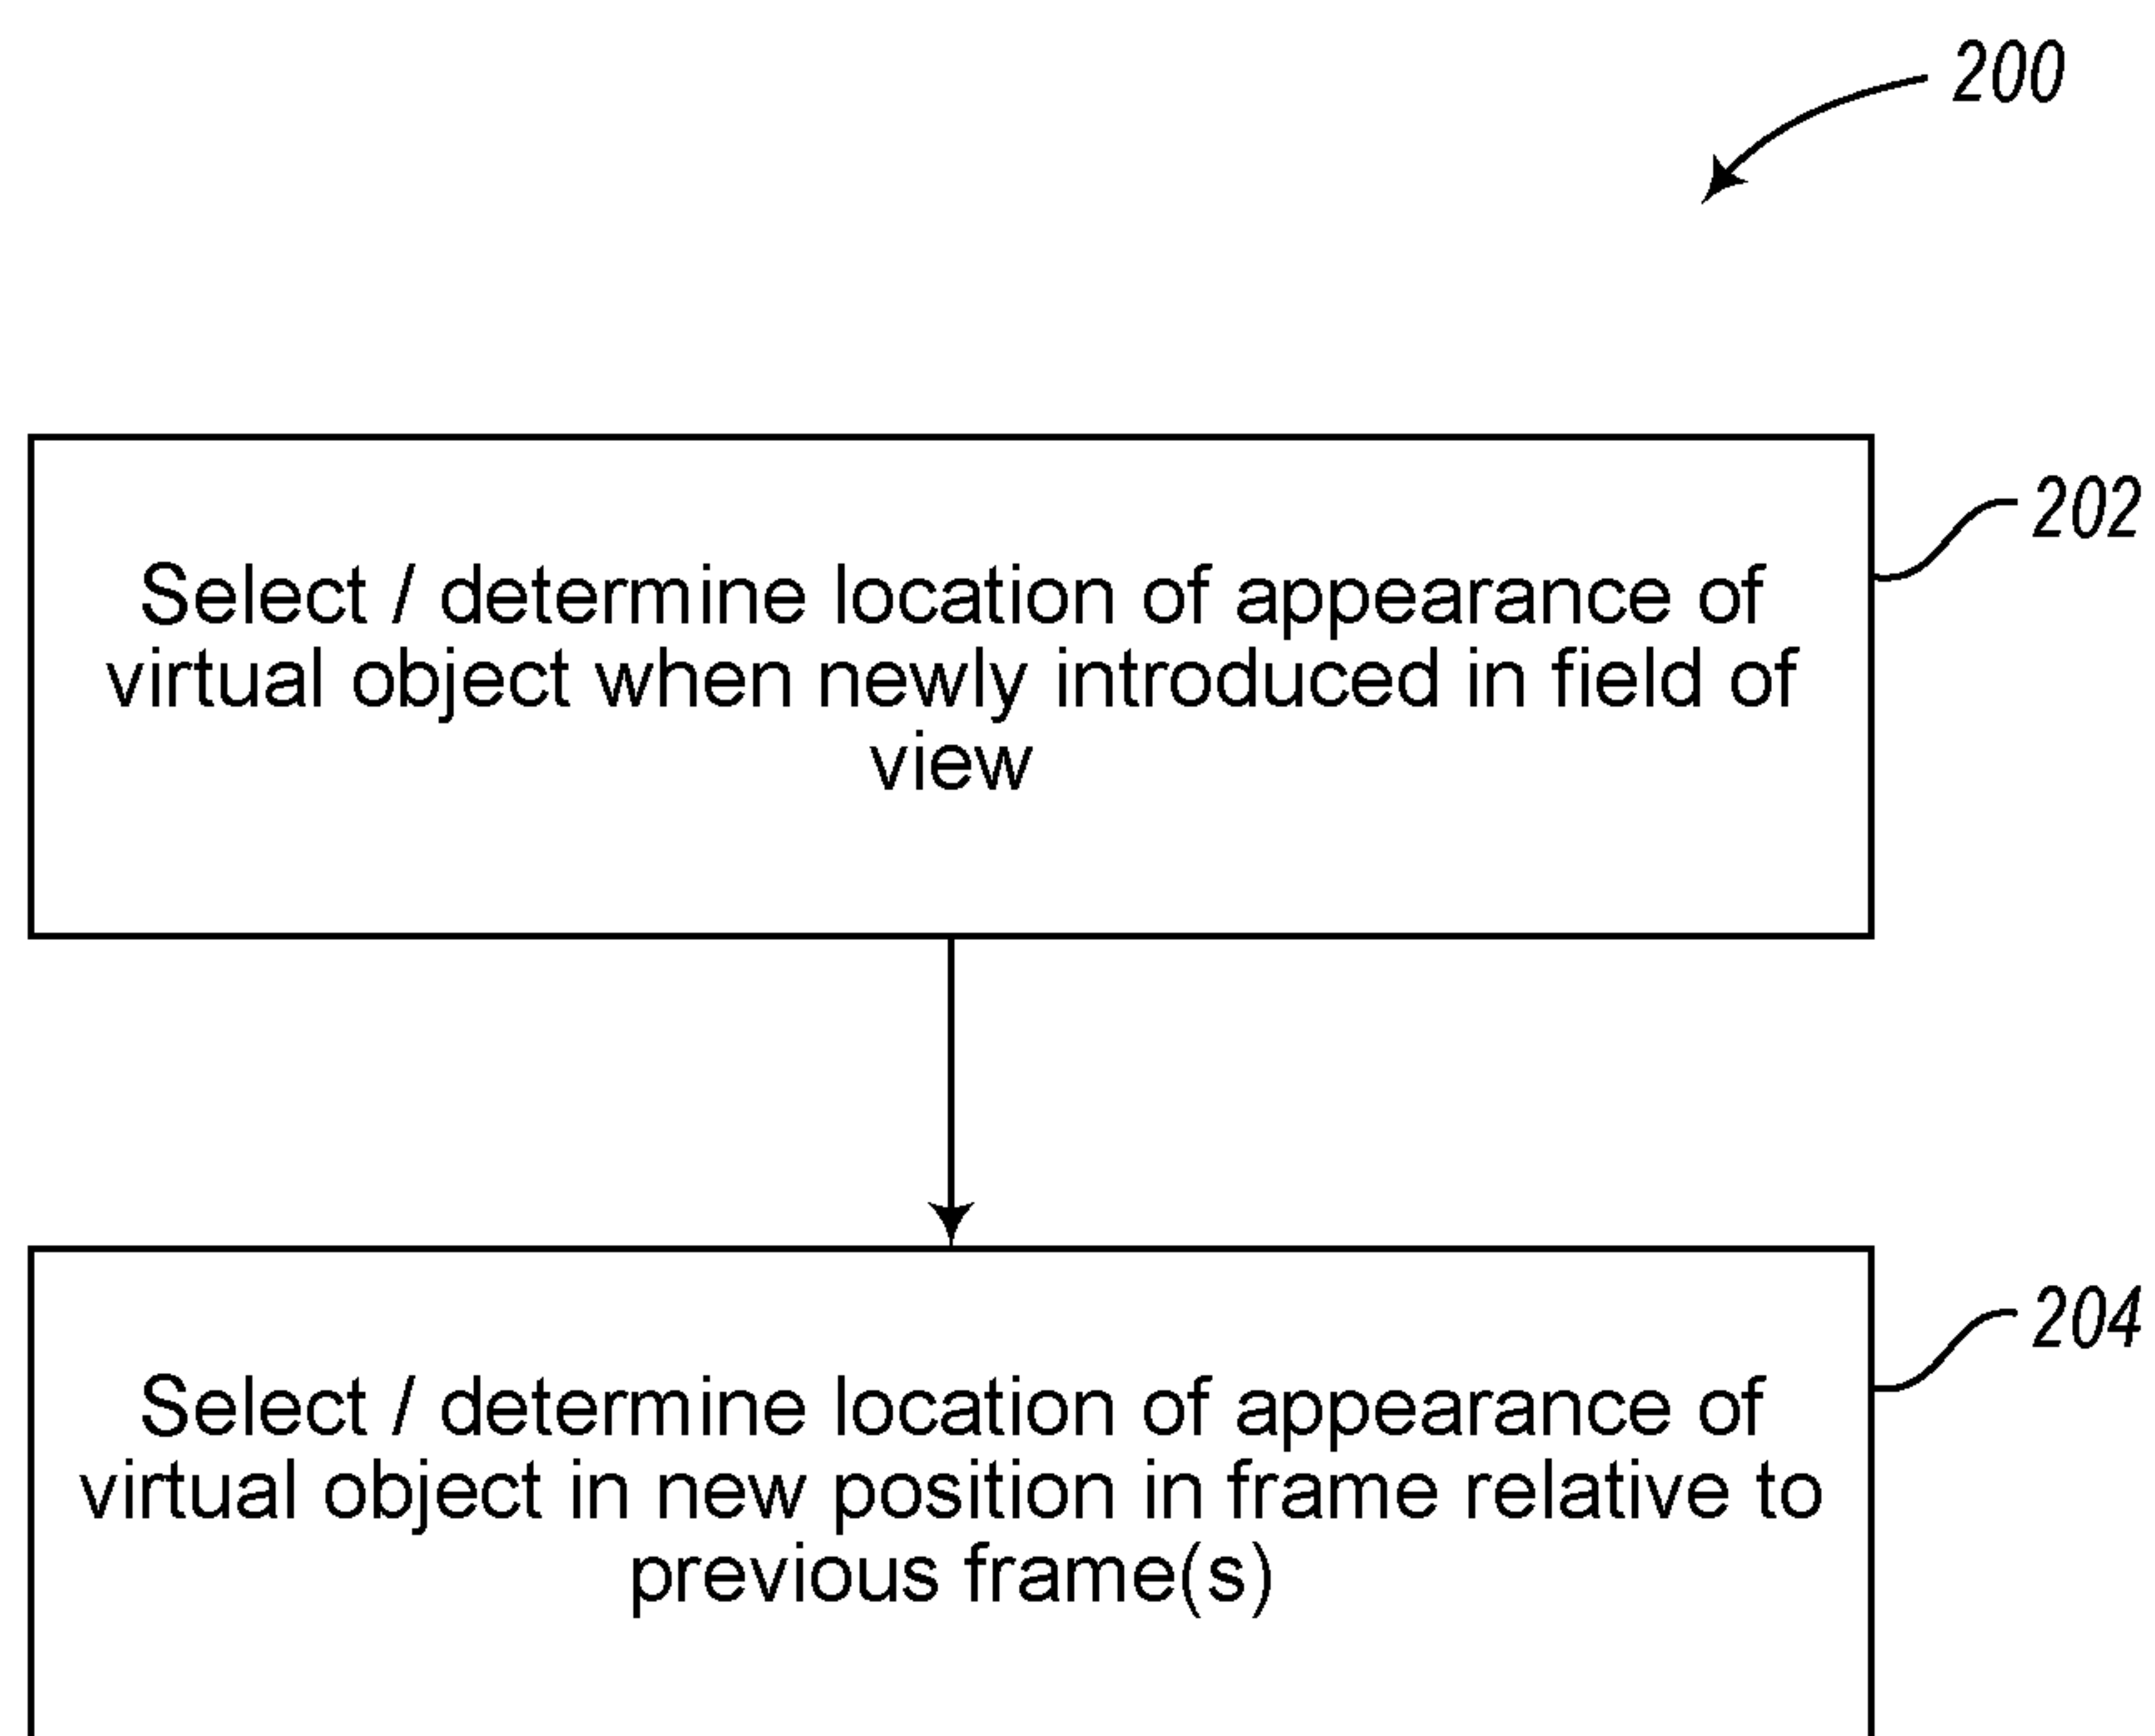 200
202
Select / determine location of appearance of
virtual object when newly introduced in field of
view
204
Select / determine location of appearance of
virtual object in new position in frame relative to
previous frame(s)